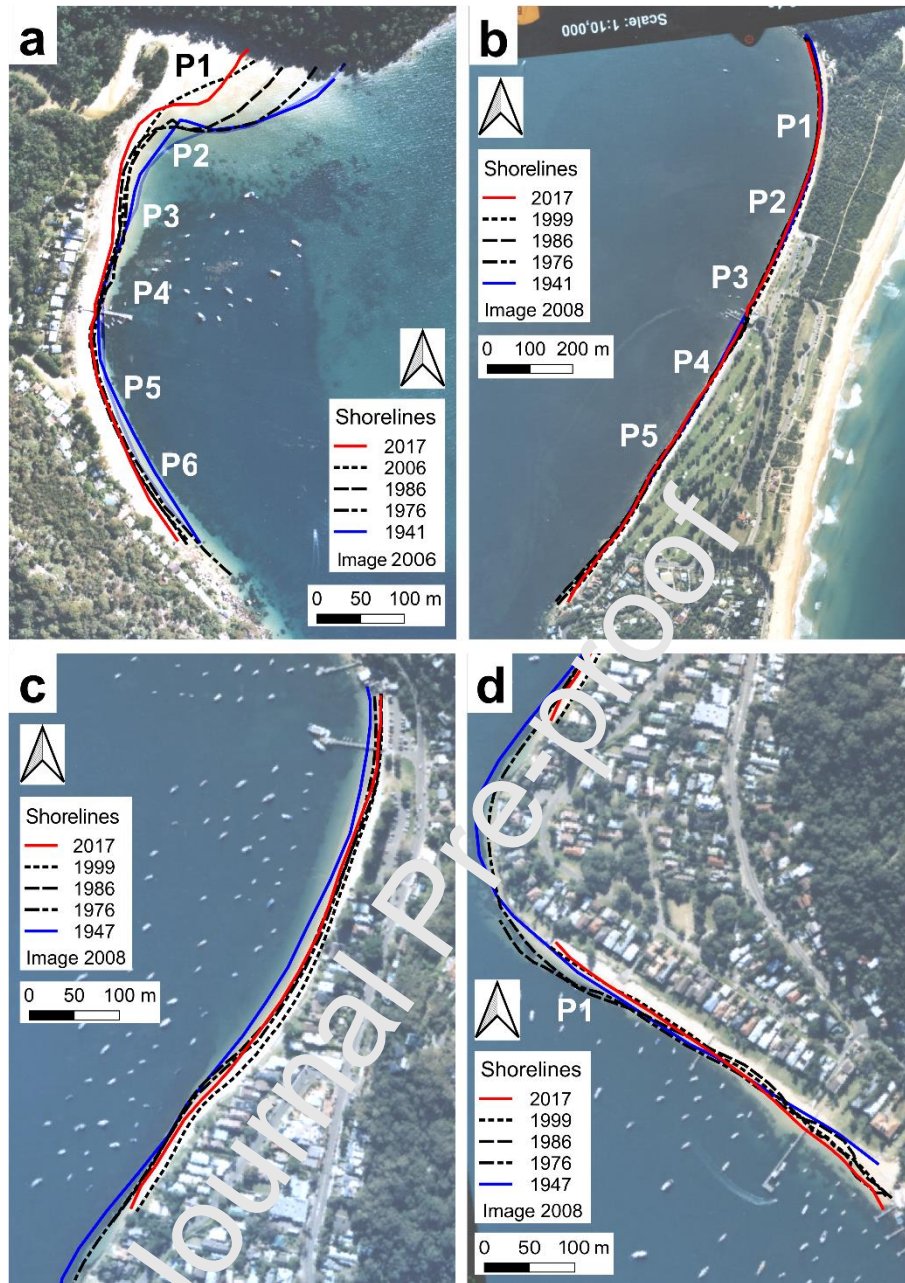 a
P1
P2
P3
P4
P5
P6
Shorelines
2017
2006
1986
1976
1941
Image 2006
0 50 100 m
b
Scale: 1:10,000
P1
P2
P3
P4
P5
Shorelines
2017
1999
1986
1976
1941
Image 2008
0 100 200 m
c
Shorelines
2017
1999
1986
1976
1947
Image 2008
0 50 100 m
d
P1
Shorelines
2017
1999
1986
1976
1947
Image 2008
0 50 100 m
Journal Pre-proof